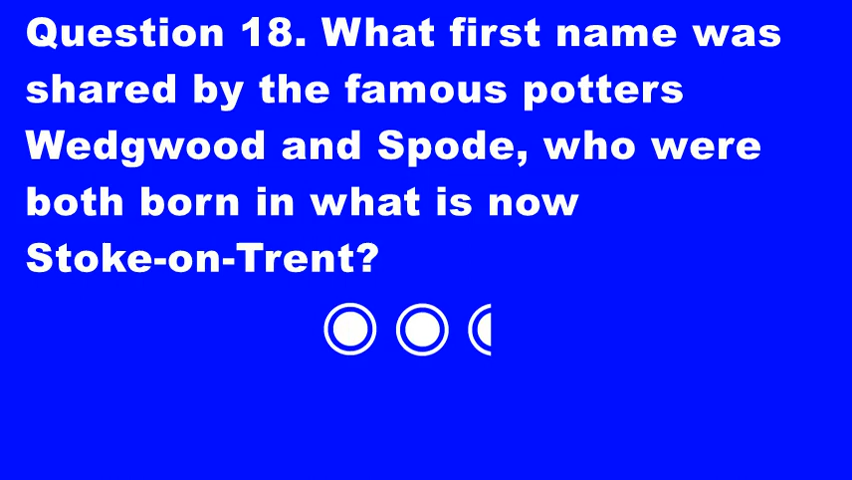 Question 18. What first name was
shared by the famous potters
Wedgwood and Spode, who were
both born in what is now
Stoke-on-Trent?